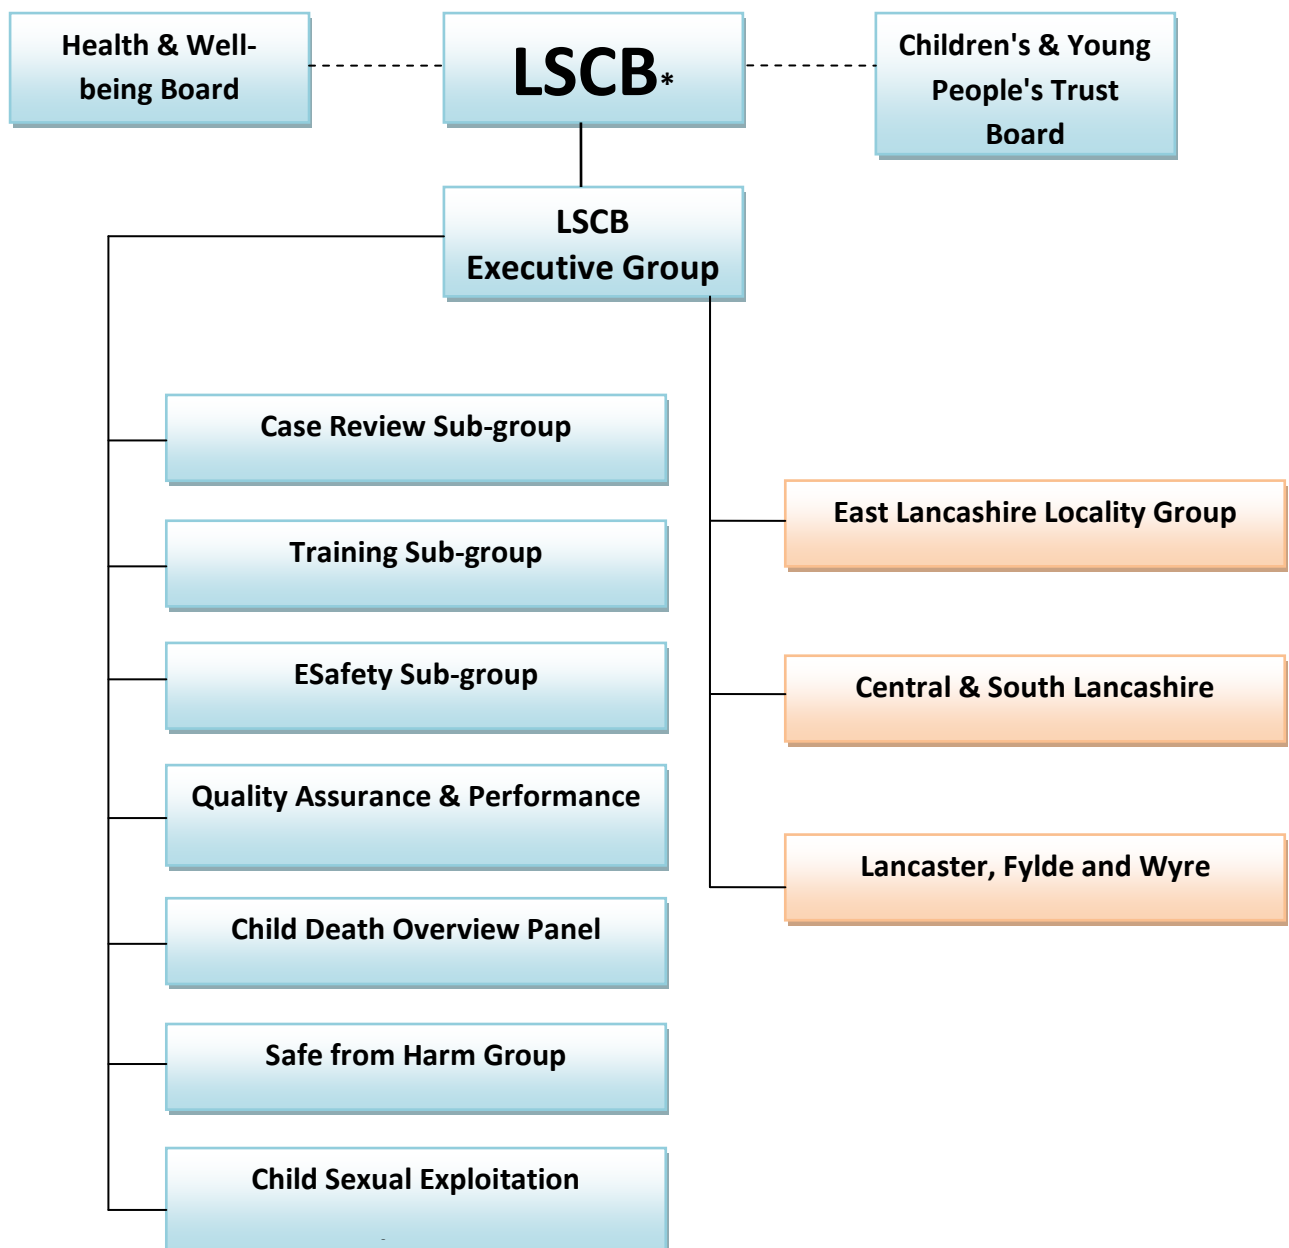 Health & Well-
being Board
LSCB*
Children's & Young
People's Trust
Board
LSCB
Executive Group
Case Review Sub-group
Training Sub-group
ESafety Sub-group
Quality Assurance & Performance
Child Death Overview Panel
Safe from Harm Group
Child Sexual Exploitation
East Lancashire Locality Group
Central & South Lancashire
Lancaster, Fylde and Wyre